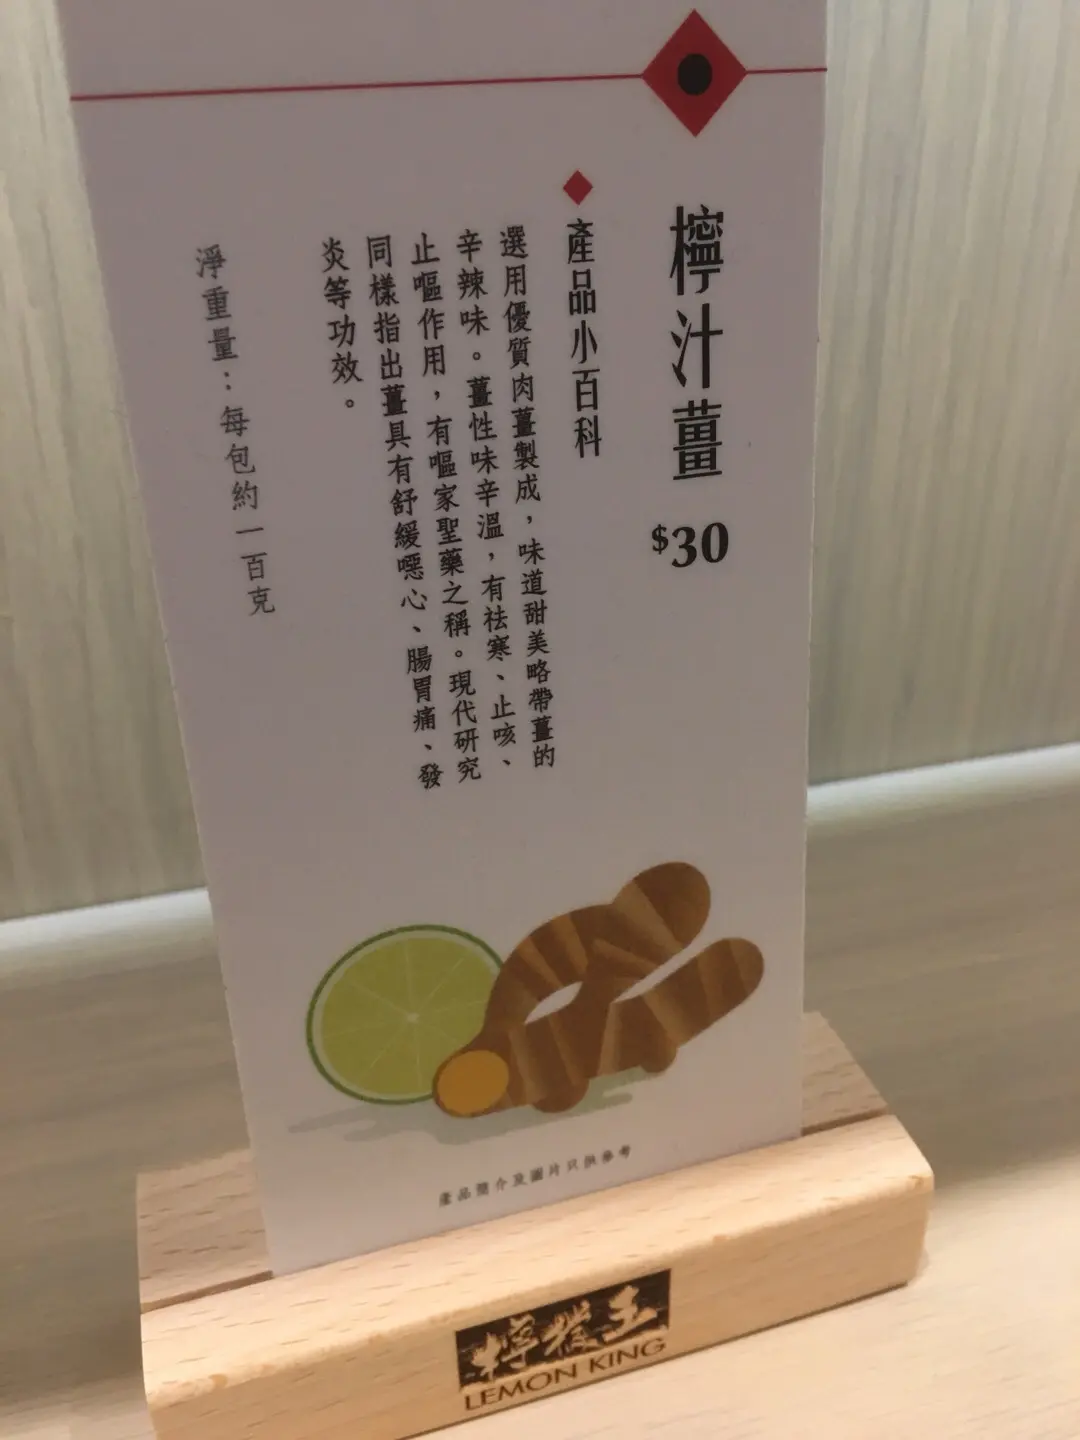 檸汁薑
$30
產品小百科
選用優質肉薑製成，味道甜美略帶薑的
辛辣味。薑性味辛溫，有祛寒、止咳、
止嘔作用，有嘔家聖藥之稱。現代研究
同樣指出薑具有舒緩噁心、腸胃痛、發
炎等功效。
淨重量：每包約一百克
產品簡介及圖片只供參考
檸檬王
LEMON KING